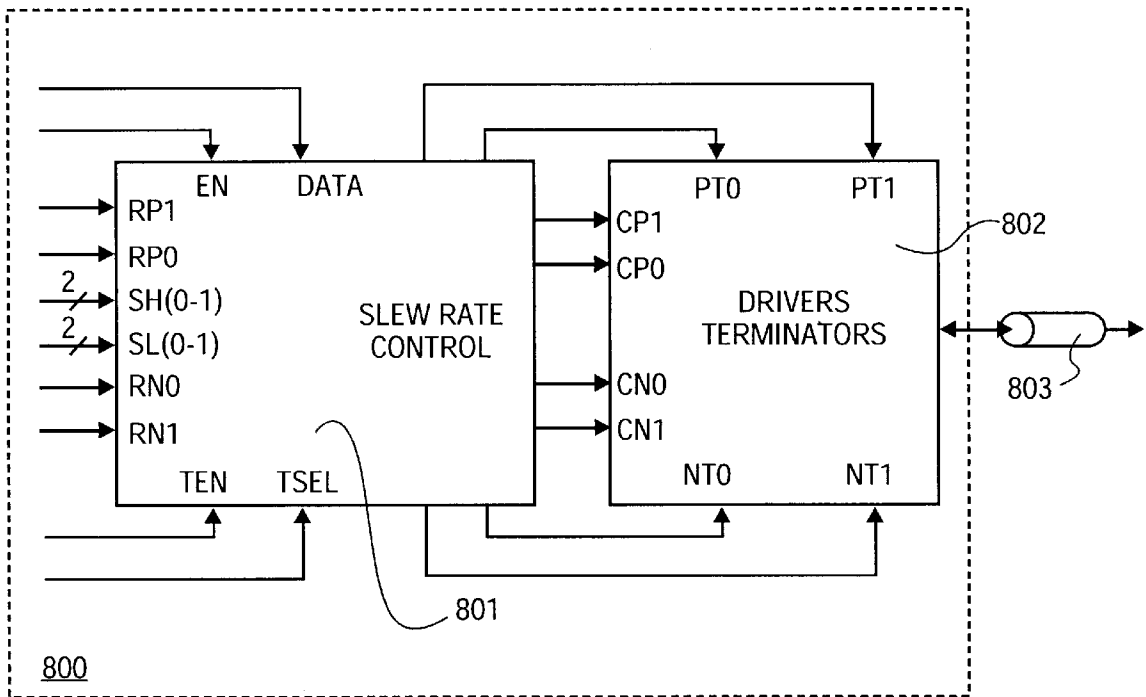 EN DATA
RP1
RP0
2
SH(0-1)
2
SL(0-1)
RN0
RN1
TEN TSEL
SLEW RATE
CONTROL
801
PT0 PT1
CP1
CP0
DRIVERS
TERMINATORS
CN0
CN1
NT0 NT1
802
803
800